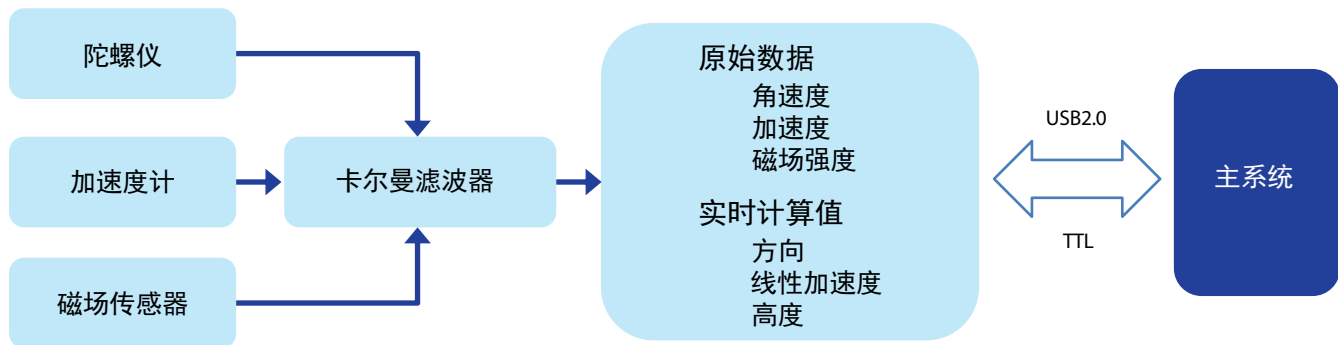 陀螺仪
加速度计
磁场传感器
卡尔曼滤波器
原始数据
角速度
加速度
磁场强度
实时计算值
方向
线性加速度
高度
USB2.0
TTL
主系统